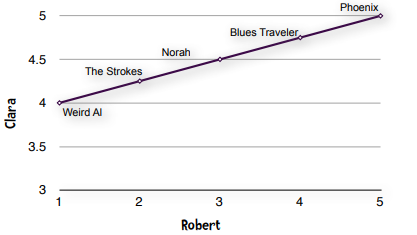 Phoenix
5
Blues Traveler
Norah
4.5
The Strokes
4
Weird Al
3.5
3
Clara
1 2 3 4 5
Robert